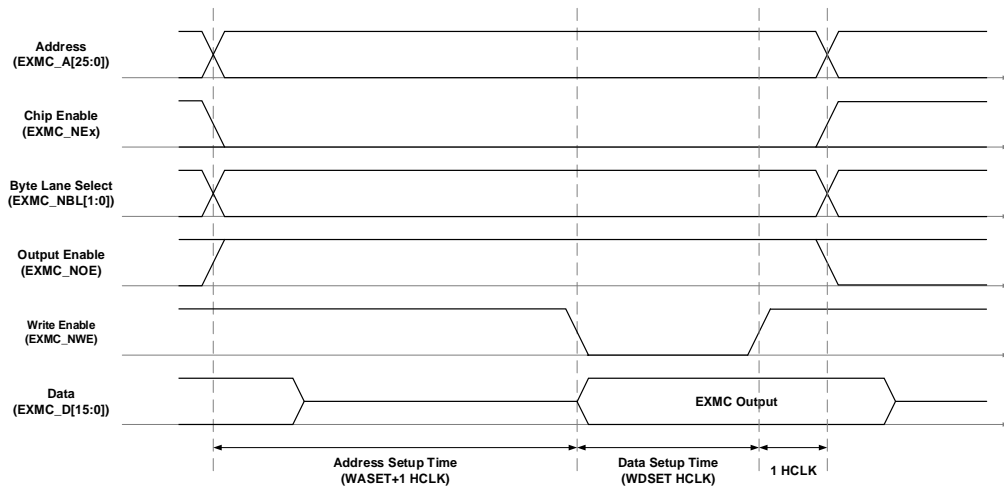 Address
(EXMC_A[25:0])
Chip Enable
(EXMC_NEx)
Byte Lane Select
(EXMC_NBL[1:0])
Output Enable
(EXMC_NOE)
Write Enable
(EXMC_NWE)
Data
(EXMC_D[15:0])
EXMC Output
Address Setup Time
(WASET+1 HCLK)
Data Setup Time
(WDSET HCLK)
1 HCLK